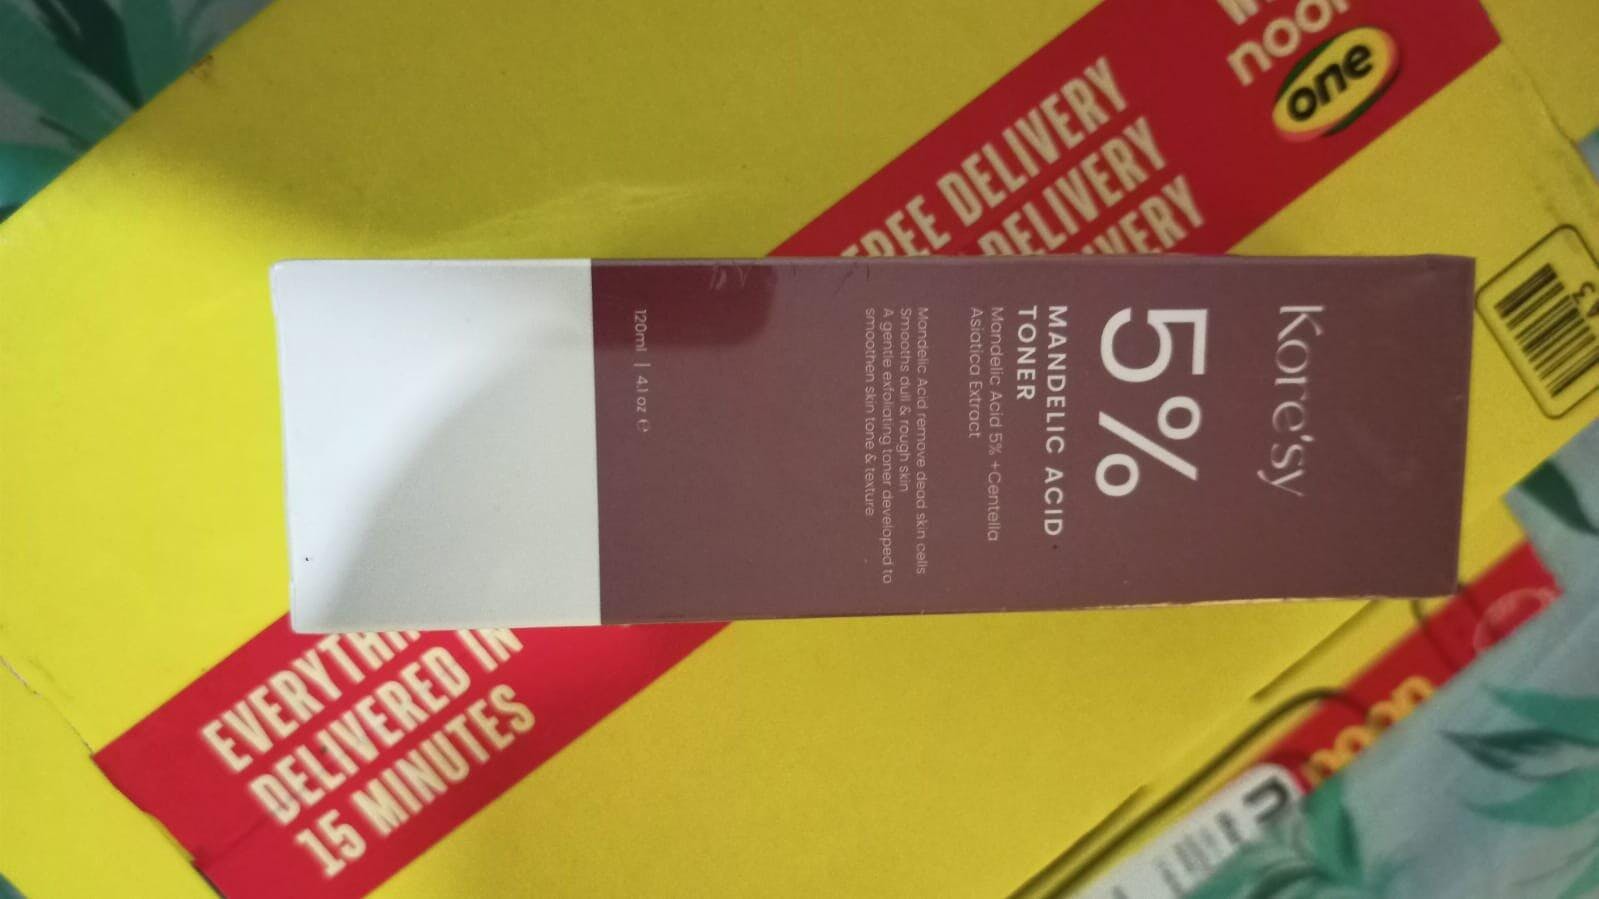 Kore'sy
5%
MANDELIC ACID
TONER
Mandelic Acid 5% +Centella
Asiatica Extract
Mandelic Acid remove dead skin cells
Smooths dull & rough skin
A gentle exfoliating toner developed to
smoothen skin tone & texture
120ml | 4.1 oz ℮
noon
one
FREE DELIVERY
DELIVERY
EVERYTHING
DELIVERED IN
15 MINUTES
noon